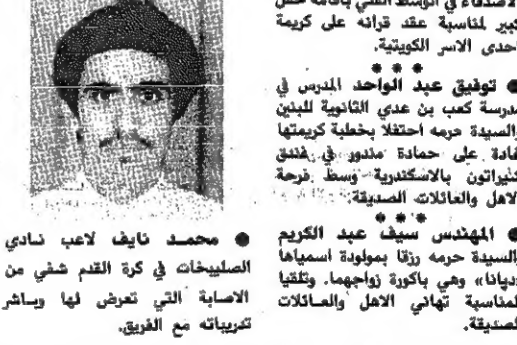 الاصدقاء في الوسط الفني باقامة حفل
كبير لمناسبة عقد قرانه على كريمة
احدى الاسر الكويتية.
● توفيق عبد الواحد المدرس في
مدرسة كعب بن عدي الثانوية للبنين
والسيدة حرمه احتفلا بخطبة كريمتها
غادة على حمادة مندور في فندق
شيراتون بالاسكندرية وسط فرحة
الاهل والعائلات الصديقة.
● المهندس سيف عبد الكريم
والسيدة حرمه رزقا بمولودة اسمياها
«ديانا» وهي باكورة زواجهما. وتلقيا
لمناسبة تهاني الاهل والعائلات
الصديقة.
● محمد نايف لاعب نادي
الصليبخات في كرة القدم شفي من
الاصابة التي تعرض لها وباشر
تدريباته مع الفريق.